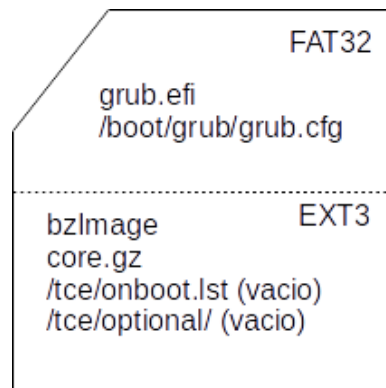 FAT32
grub.efi
/boot/grub/grub.cfg
EXT3
bzImage
core.gz
/tce/onboot.lst (vacio)
/tce/optional/ (vacio)